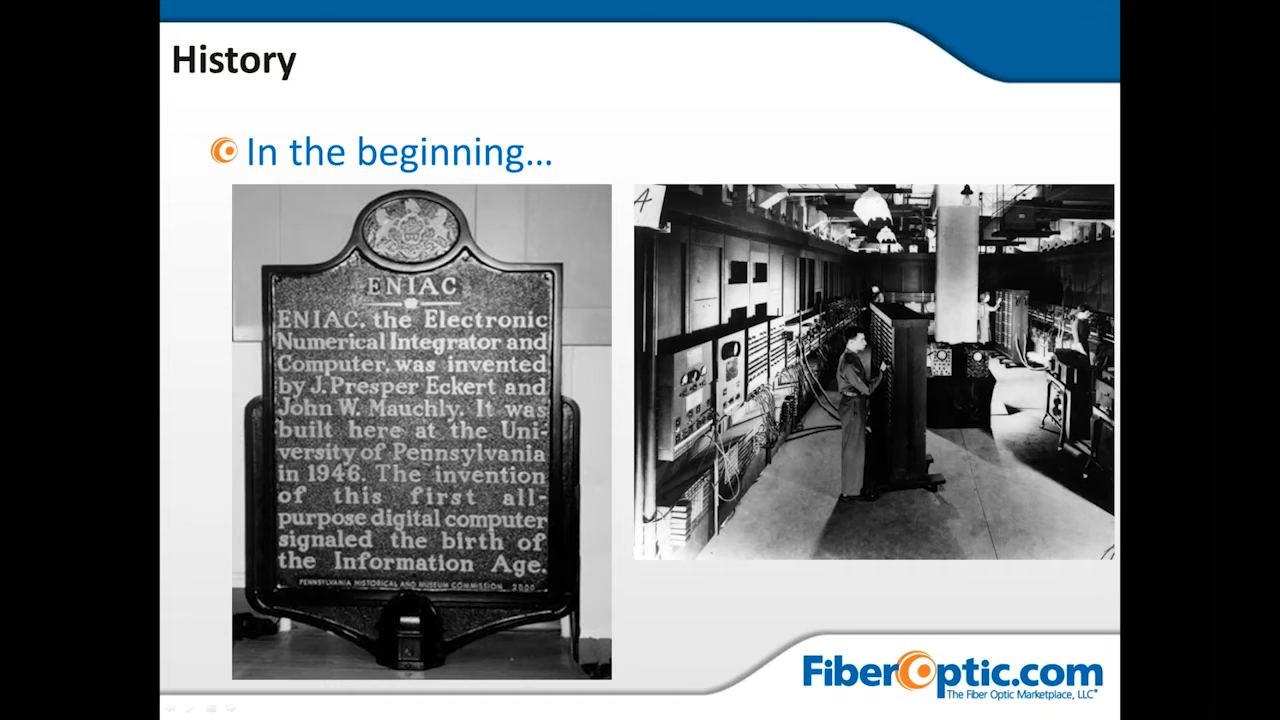 History
In the beginning...
ENIAC
ENIAC, the Electronic
Numerical Integrator and
Computer, was invented
by J. Presper Eckert and
John W. Mauchly. It was
built here at the Uni-
versity of Pennsylvania
in 1946. The invention
of this first all-
purpose digital computer
signaled the birth of
the Information Age.
PENNSYLVANIA HISTORICAL AND MUSEUM COMMISSION 2000
A
FiberOptic.com
The Fiber Optic Marketplace, LLC®